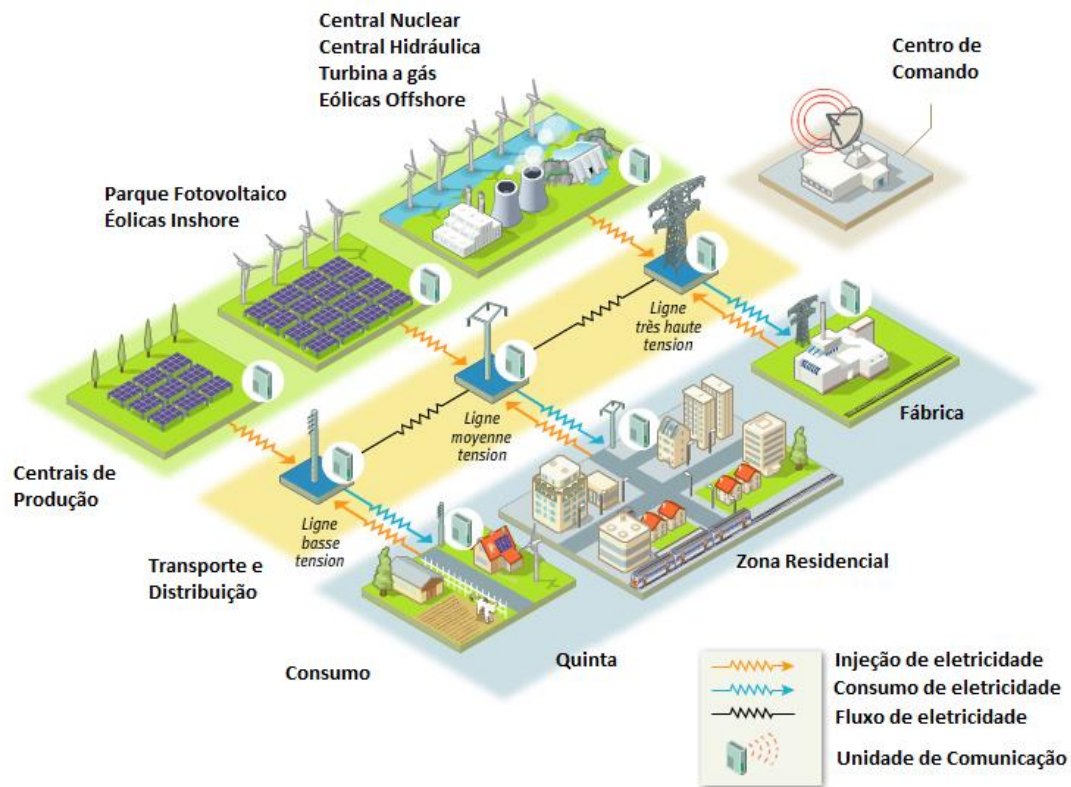 Central Nuclear
Central Hidráulica
Turbina a gás
Eólicas Offshore
Centro de
Comando
Parque Fotovoltaico
Éolicas Inshore
Ligne
très haute
tension
Fábrica
Ligne
moyenne
tension
Centrais de
Produção
Ligne
basse
tension
Zona Residencial
Transporte e
Distribuição
Quinta
Consumo
Injeção de eletricidade
Consumo de eletricidade
Fluxo de eletricidade
Unidade de Comunicação